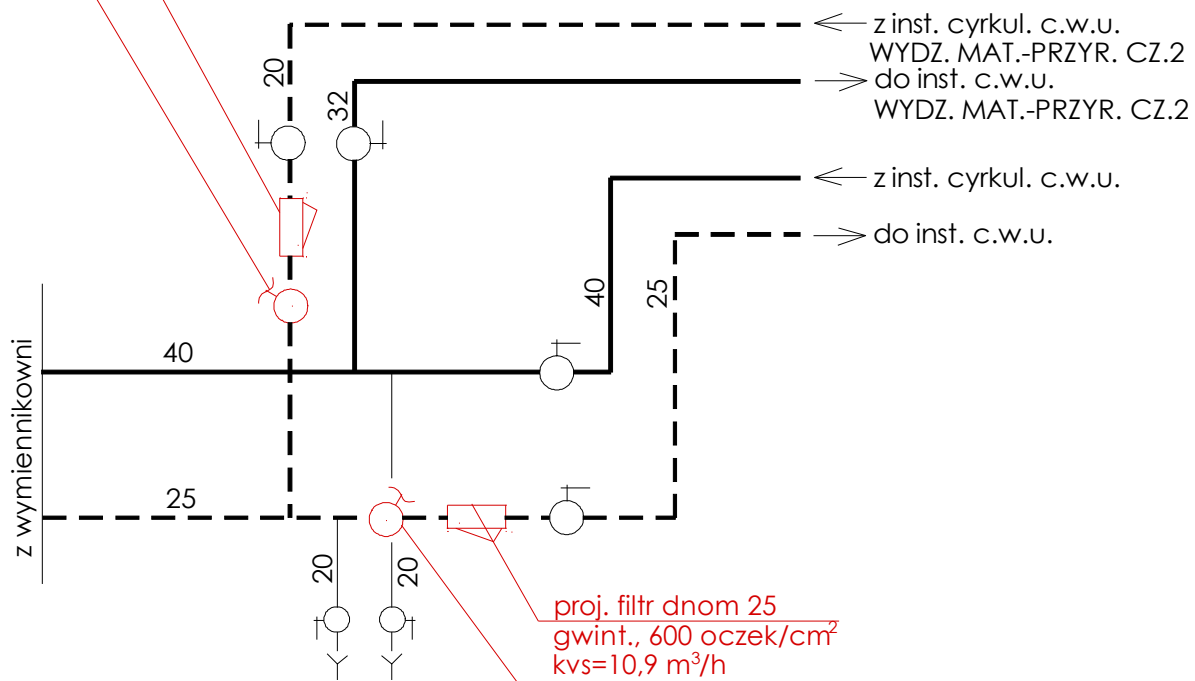 z inst. cyrkul. c.w.u.
WYDZ. MAT.-PRZYR. CZ.2
do inst. c.w.u.
WYDZ. MAT.-PRZYR. CZ.2
20
32
z inst. cyrkul. c.w.u.
do inst. c.w.u.
40
25
40
z wymiennikowni
25
20
20
proj. filtr dnom 25
gwint., 600 oczek/cm²
kvs=10,9 m³/h